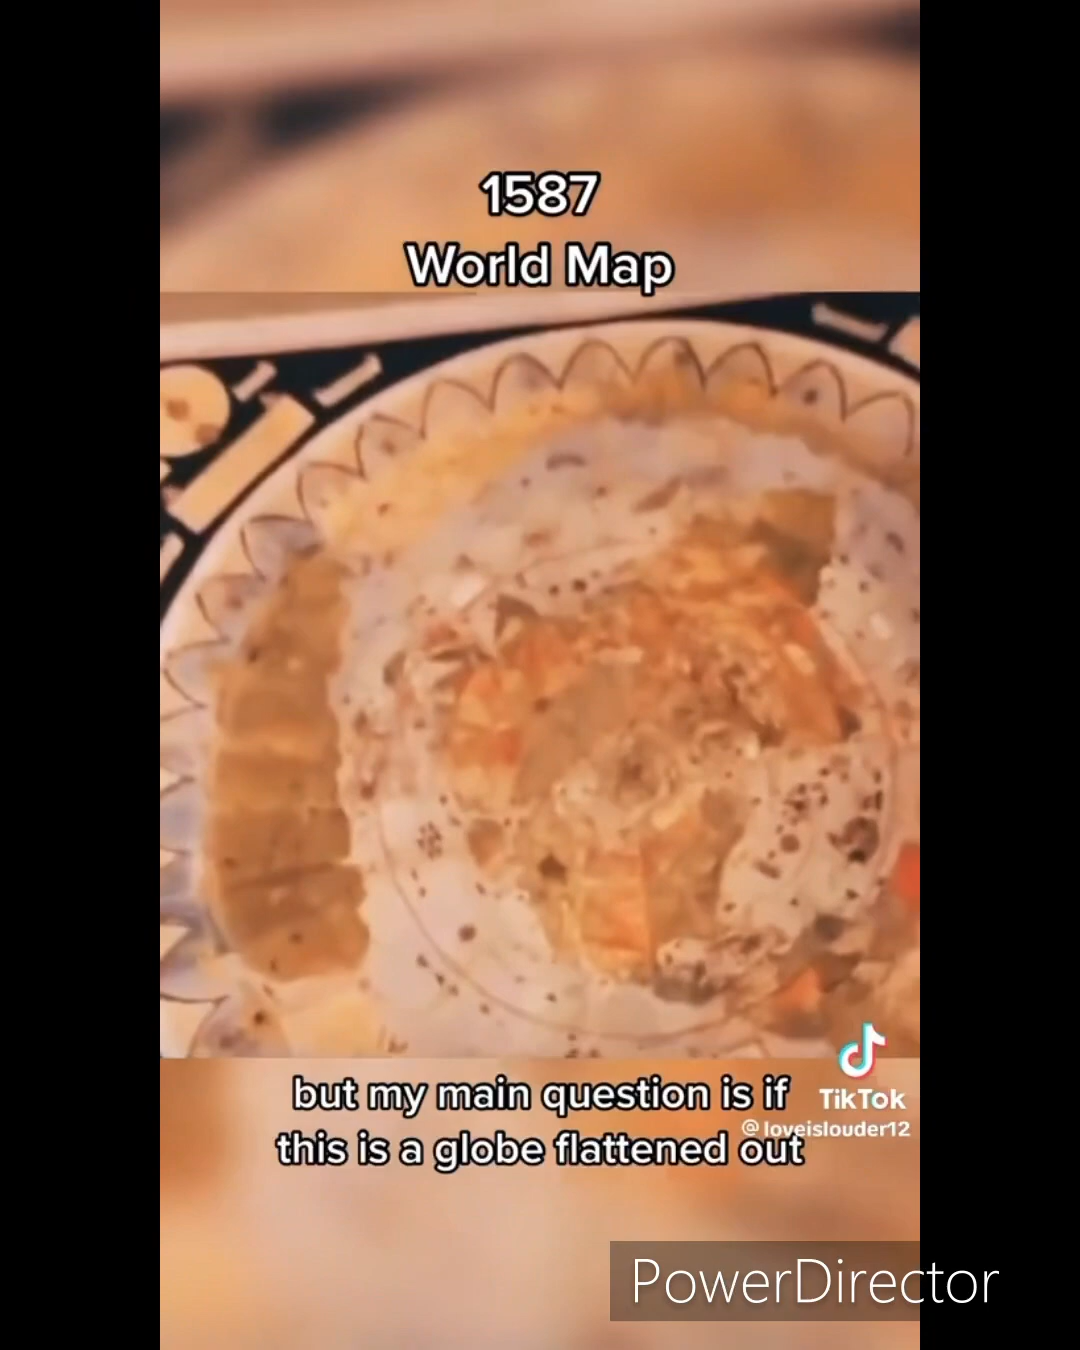 1587
World Map
but my main question is if
this is a globe flattened out
TikTok
@loveislouder12
PowerDirector